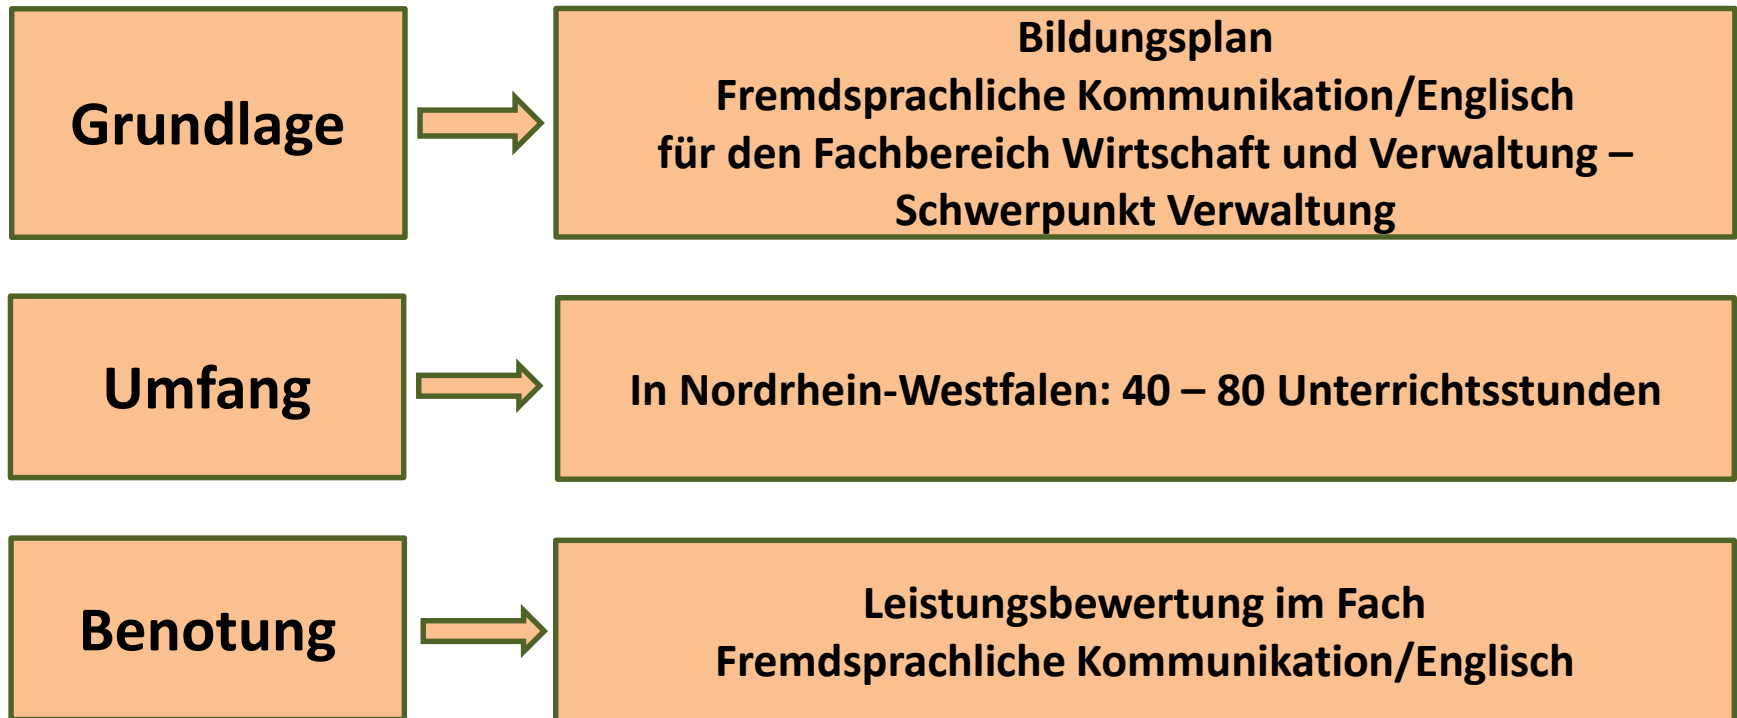 Grundlage
Bildungsplan
Fremdsprachliche Kommunikation/Englisch
für den Fachbereich Wirtschaft und Verwaltung –
Schwerpunkt Verwaltung
Umfang
In Nordrhein-Westfalen: 40 – 80 Unterrichtsstunden
Benotung
Leistungsbewertung im Fach
Fremdsprachliche Kommunikation/Englisch